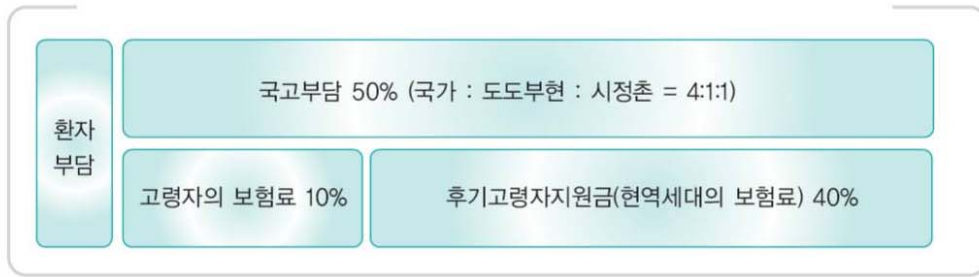 환자
부담
국고부담 50% (국가 : 도도부현 : 시정촌 = 4:1:1)
고령자의 보험료 10%
후기고령자지원금(현역세대의 보험료) 40%